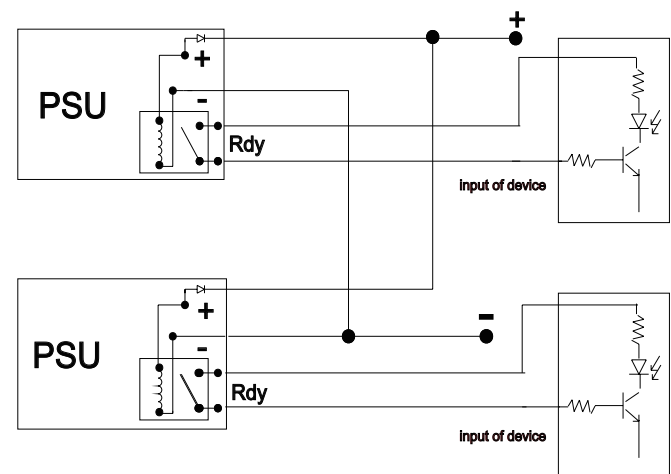 +
+
PSU
-
Rdy
input of device
+
PSU
-
-
Rdy
input of device